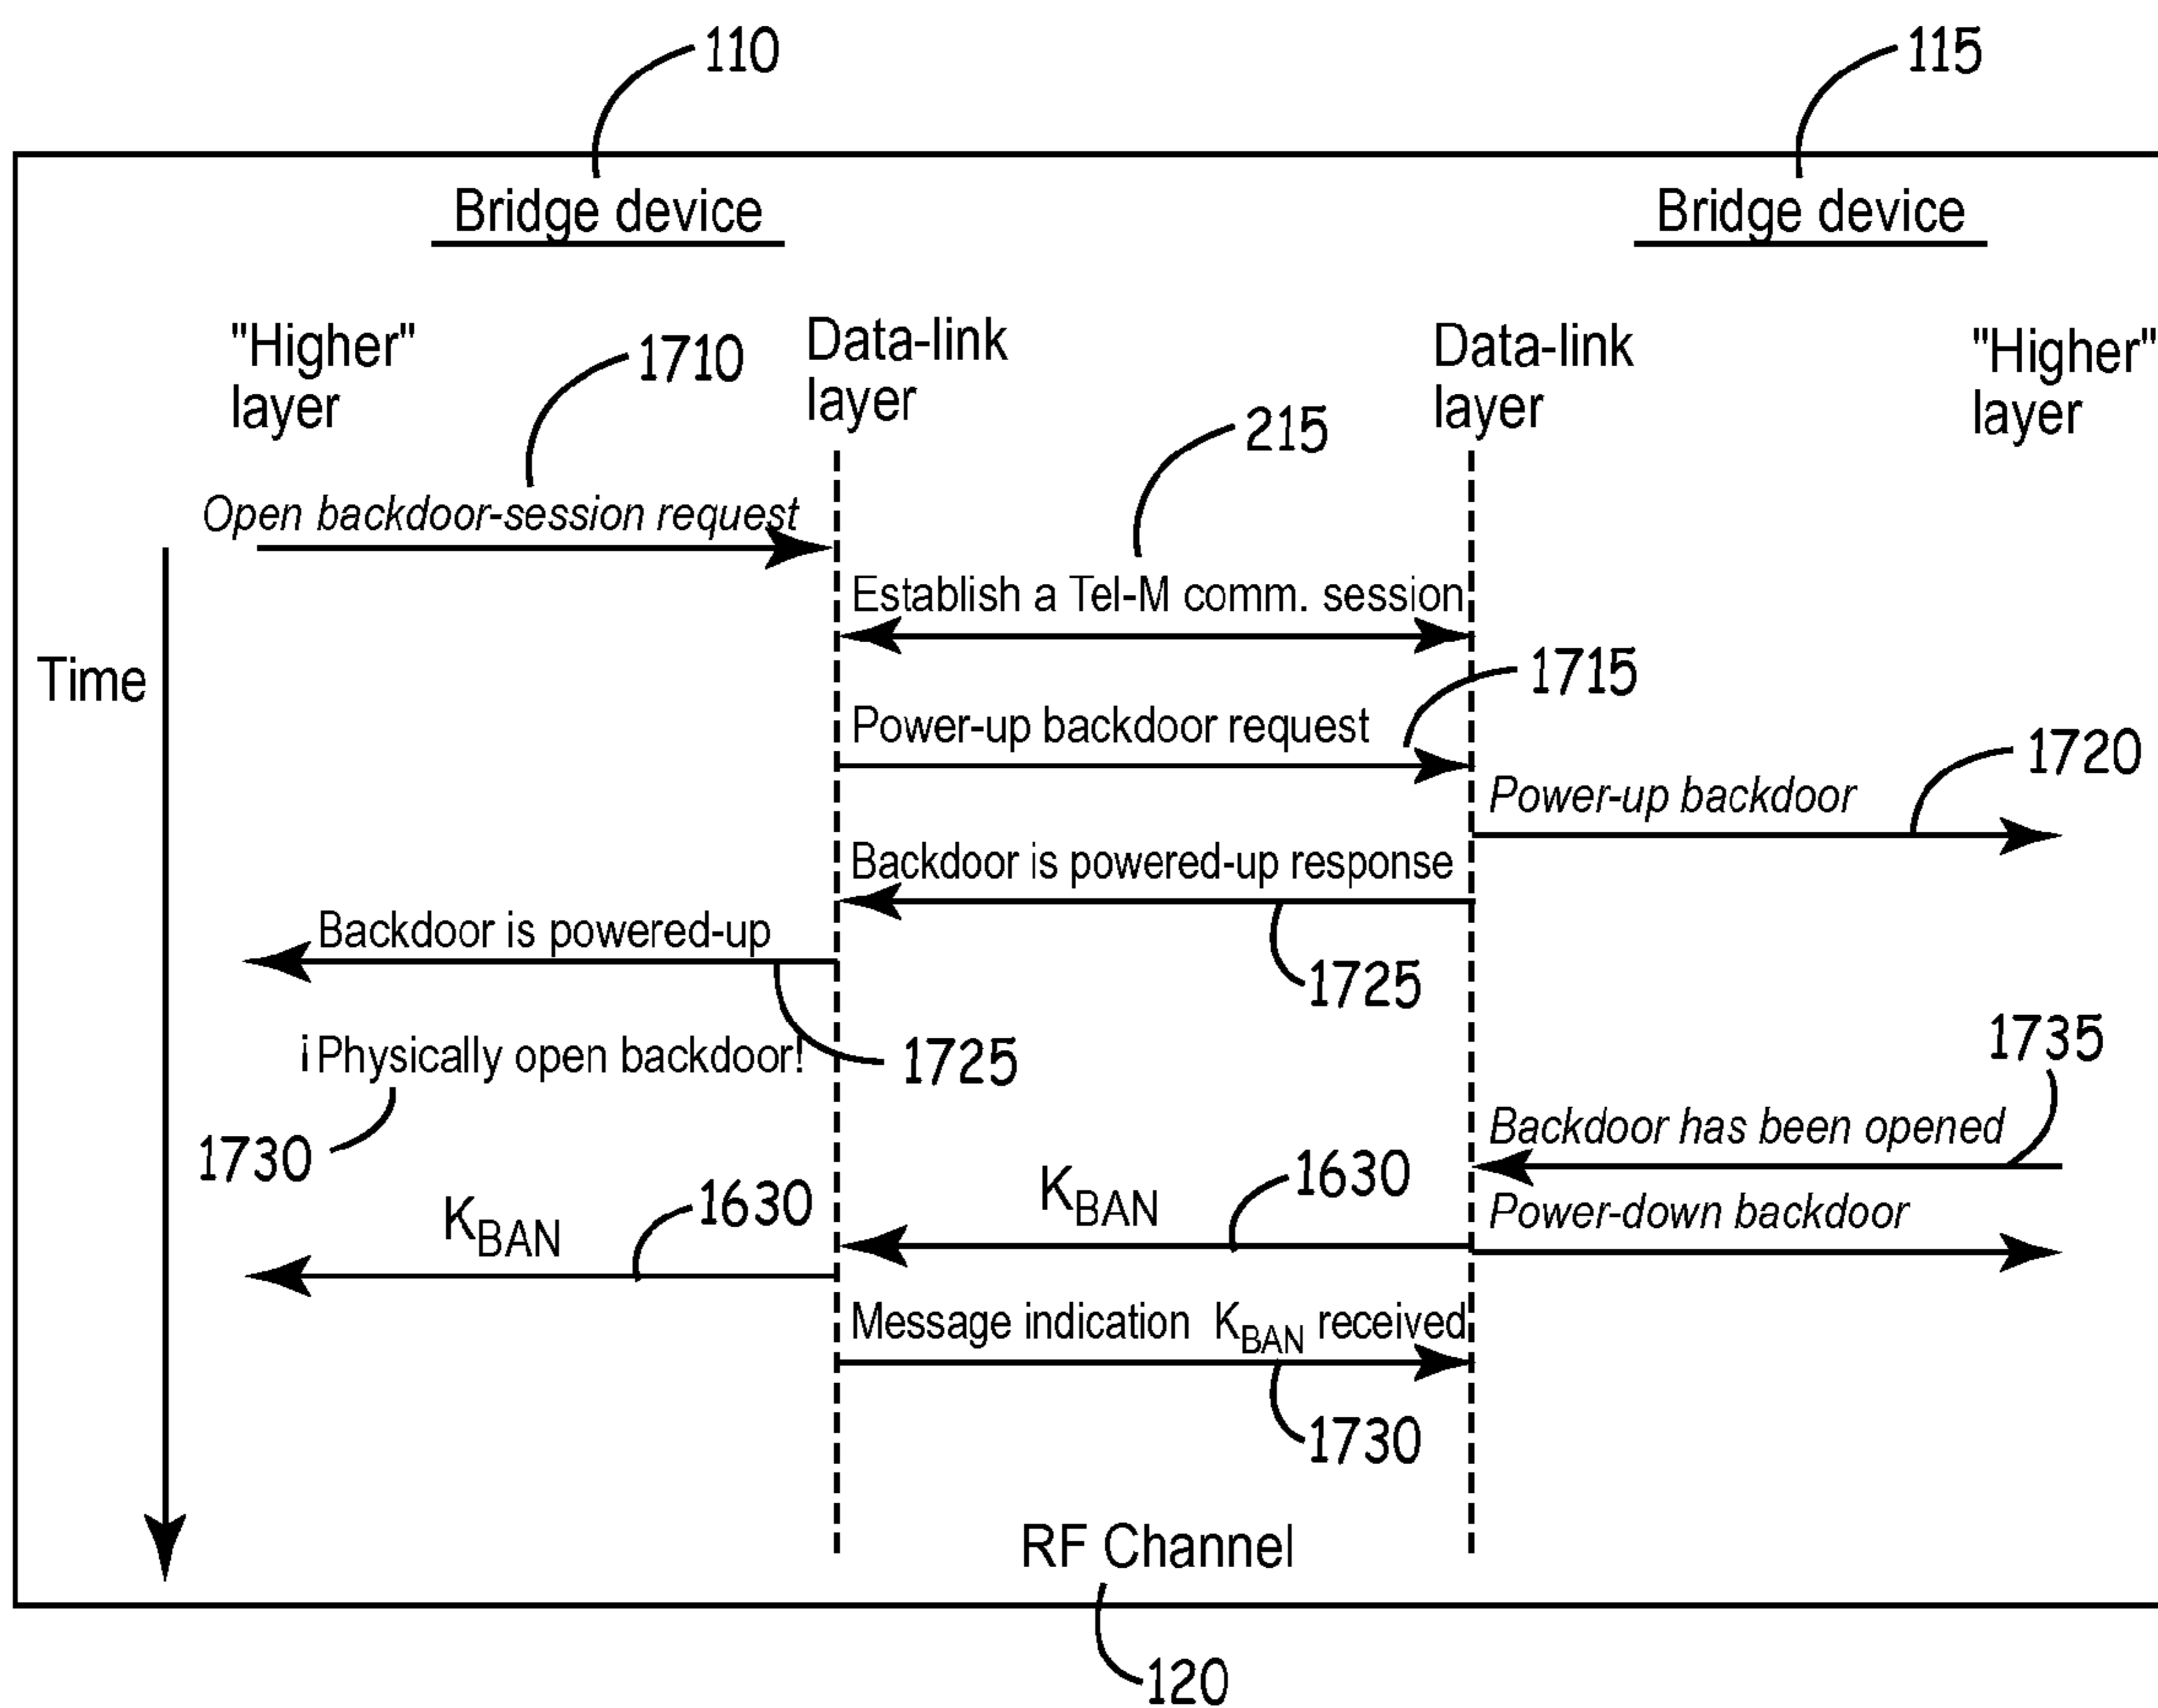 110
115
Bridge device
Bridge device
"Higher"
layer
1710
Data-link
layer
215
Data-link
layer
"Higher"
layer
Open backdoor-session request
Establish a Tel-M comm. session
Time
1715
Power-up backdoor request
1720
Power-up backdoor
Backdoor is powered-up response
Backdoor is powered-up
1725
¡Physically open backdoor!
1725
1735
1730
Backdoor has been opened
K_BAN
1630
K_BAN
1630
Power-down backdoor
Message indication K_BAN received
1730
RF Channel
120